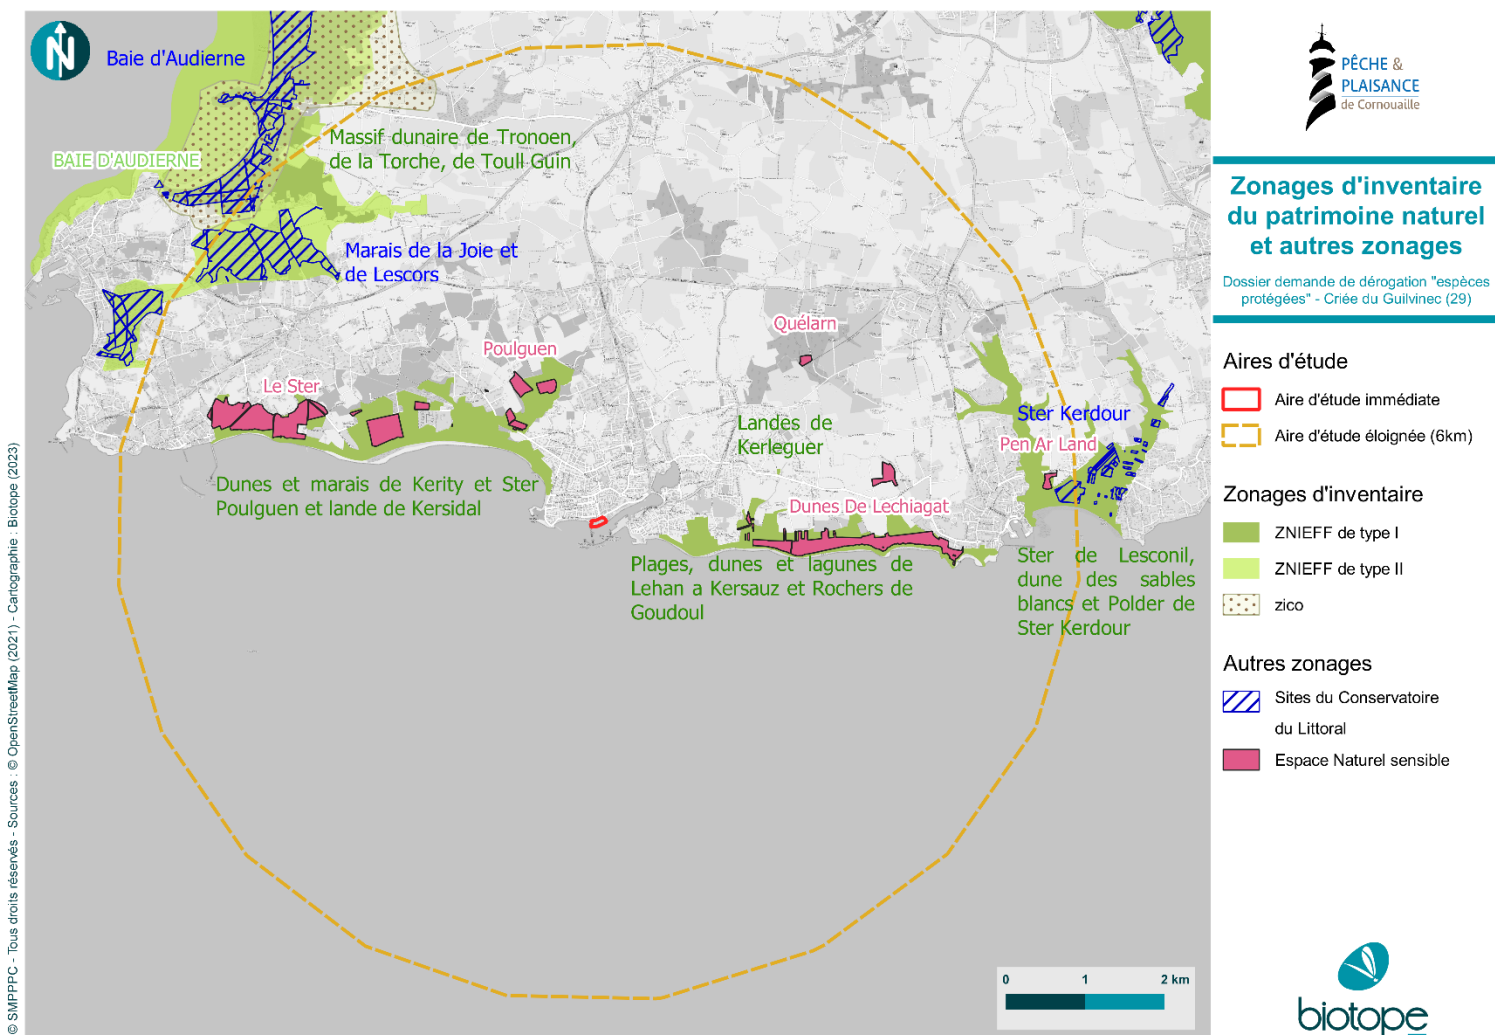 N
Baie d'Audierne
BAIE D'AUDIERNE
Massif dunaire de Tronoen,
de la Torche, de Toull Guin
Marais de la Joie et
de Lescors
Quélarn
Poulguen
Le Ster
Landes de
Kerleguer
Ster Kerdour
Pen Ar Land
Dunes et marais de Kerity et Ster
Poulguen et lande de Kersidal
Dunes De Lechiagat
Plages, dunes et lagunes de
Lehan a Kersauz et Rochers de
Goudoul
Ster de Lesconil,
dune des sables
blancs et Polder de
Ster Kerdour
0 1 2 km
© SMPPPC - Tous droits réservés - Sources : © OpenStreetMap (2021) - Cartographie : Biotope (2023)
PÊCHE &
PLAISANCE
de Cornouaille
Zonages d'inventaire
du patrimoine naturel
et autres zonages
Dossier demande de dérogation "espèces
protégées" - Criée du Guilvinec (29)
Aires d'étude
Aire d'étude immédiate
Aire d'étude éloignée (6km)
Zonages d'inventaire
ZNIEFF de type I
ZNIEFF de type II
zico
Autres zonages
Sites du Conservatoire
du Littoral
Espace Naturel sensible
biotope